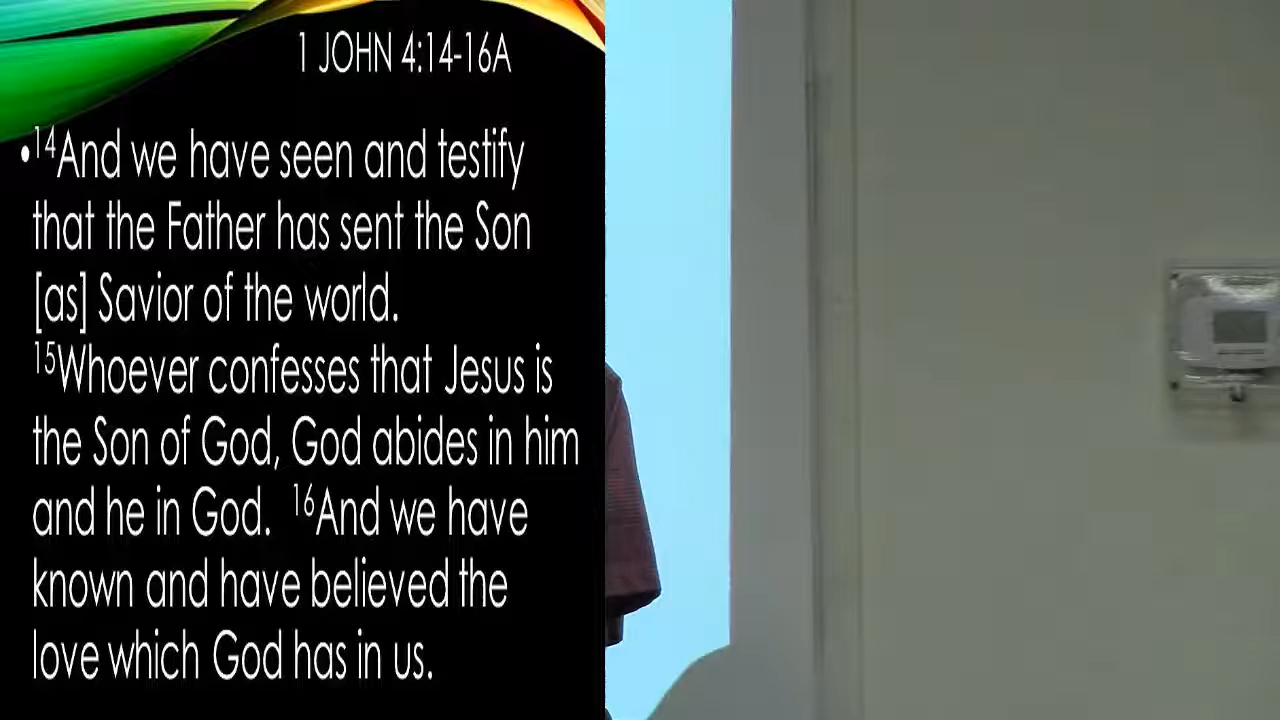 1 JOHN 4:14-16A
•14And we have seen and testify
that the Father has sent the Son
[as] Savior of the world.
15Whoever confesses that Jesus is
the Son of God, God abides in him
and he in God. 16And we have
known and have believed the
love which God has in us.